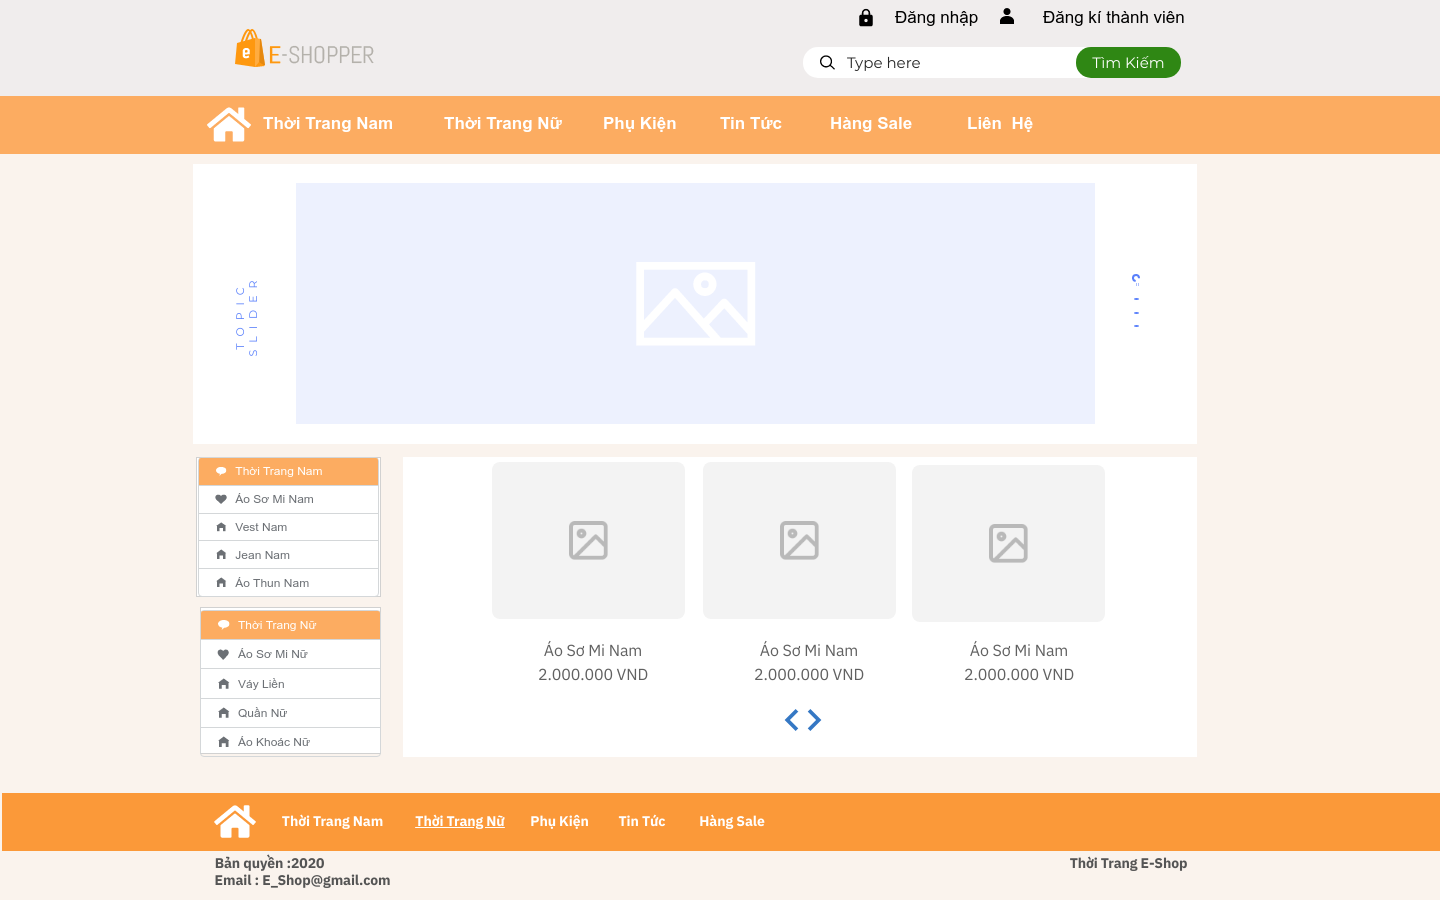 Đăng nhập
Đăng kí thành viên
e E-SHOPPER
Type here
Tìm Kiếm
Thời Trang Nam
Thời Trang Nữ
Phụ Kiện
Tin Tức
Hàng Sale
Liên Hệ
TOPIC
SLIDER
Thời Trang Nam
Áo Sơ Mi Nam
Vest Nam
Jean Nam
Áo Thun Nam
Thời Trang Nữ
Áo Sơ Mi Nữ
Váy Liền
Quần Nữ
Áo Khoác Nữ
Áo Sơ Mi Nam
2.000.000 VND
Áo Sơ Mi Nam
2.000.000 VND
Áo Sơ Mi Nam
2.000.000 VND
Thời Trang Nam
Thời Trang Nữ
Phụ Kiện
Tin Tức
Hàng Sale
Bản quyền :2020
Email : E_Shop@gmail.com
Thời Trang E-Shop